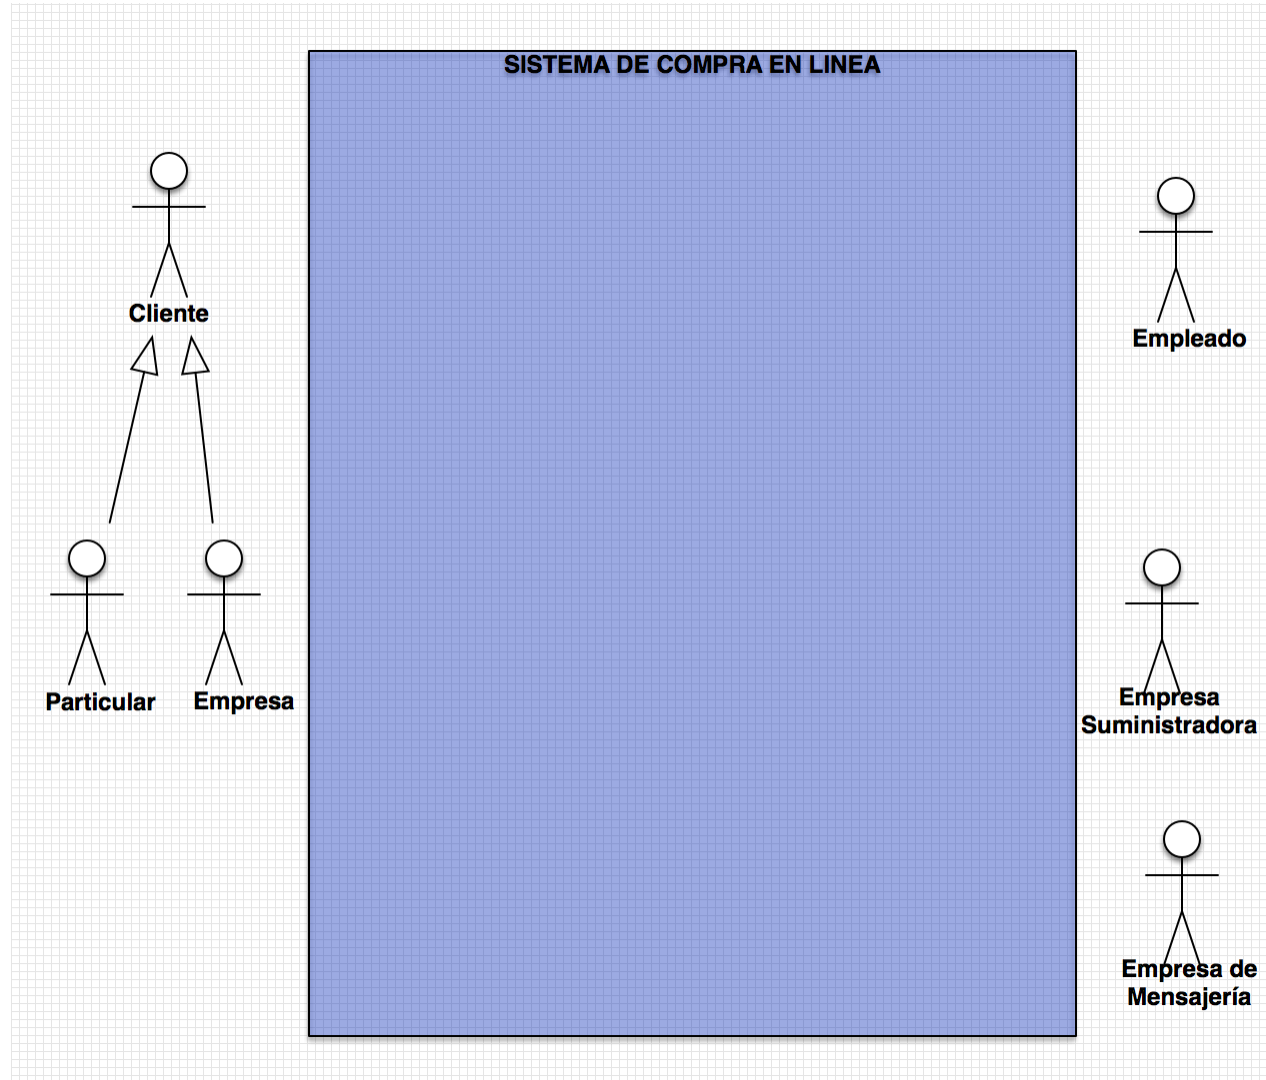 SISTEMA DE COMPRA EN LINEA
Cliente
Empleado
Particular
Empresa
Empresa
Suministradora
Empresa de
Mensajería